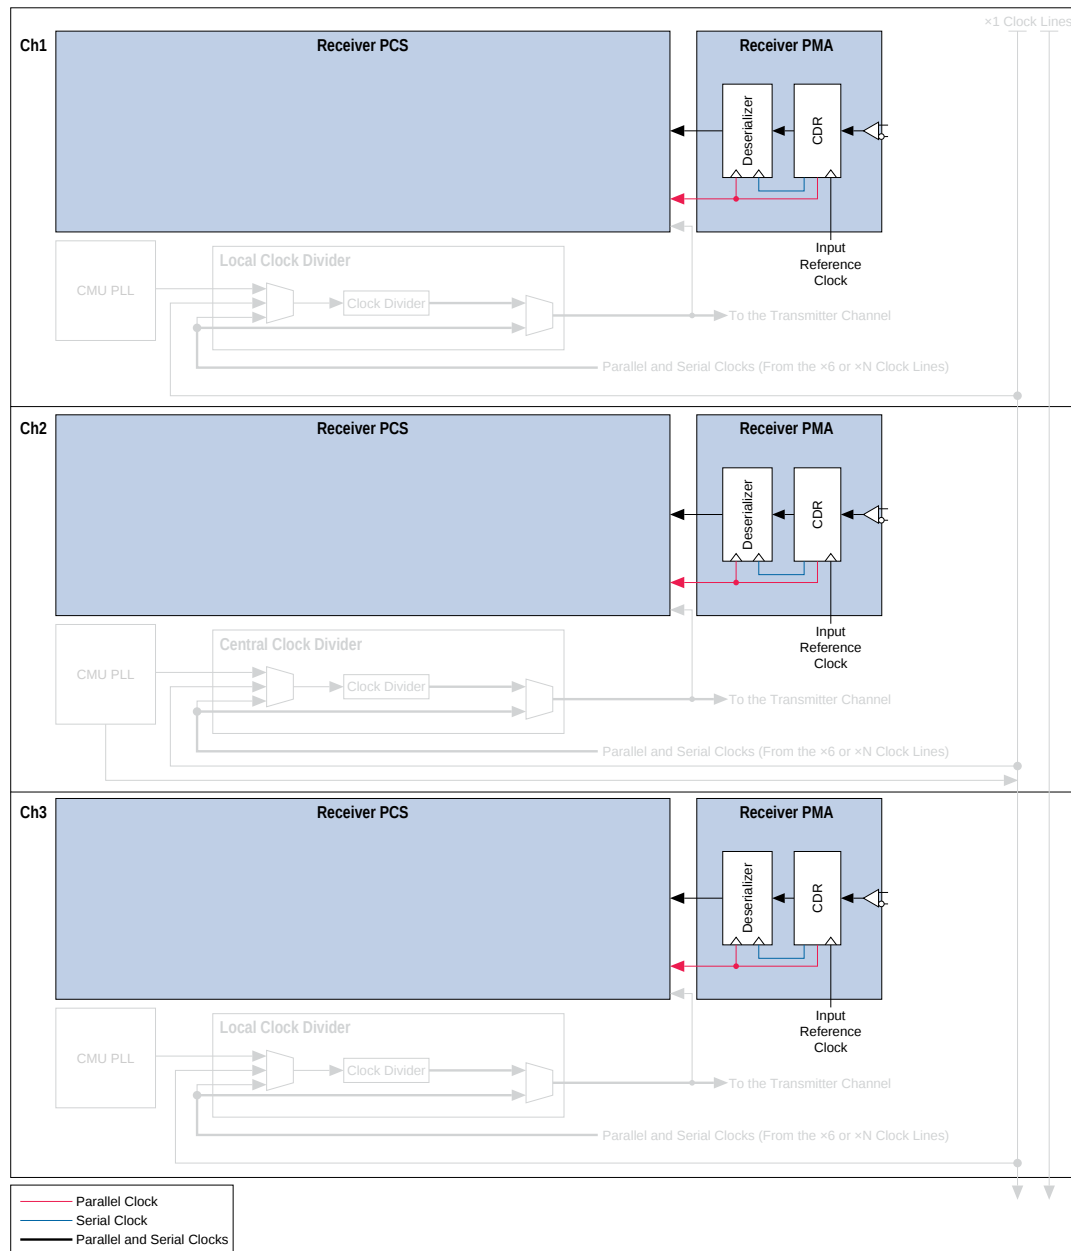 ×1 Clock Lines
Ch1
Receiver PCS
Receiver PMA
Deserializer
CDR
Input
Reference
Clock
CMU PLL
Local Clock Divider
Clock Divider
To the Transmitter Channel
Parallel and Serial Clocks (From the ×6 or ×N Clock Lines)
Ch2
Receiver PCS
Receiver PMA
Deserializer
CDR
Input
Reference
Clock
CMU PLL
Central Clock Divider
Clock Divider
To the Transmitter Channel
Parallel and Serial Clocks (From the ×6 or ×N Clock Lines)
Ch3
Receiver PCS
Receiver PMA
Deserializer
CDR
Input
Reference
Clock
CMU PLL
Local Clock Divider
Clock Divider
To the Transmitter Channel
Parallel and Serial Clocks (From the ×6 or ×N Clock Lines)
Parallel Clock
Serial Clock
Parallel and Serial Clocks